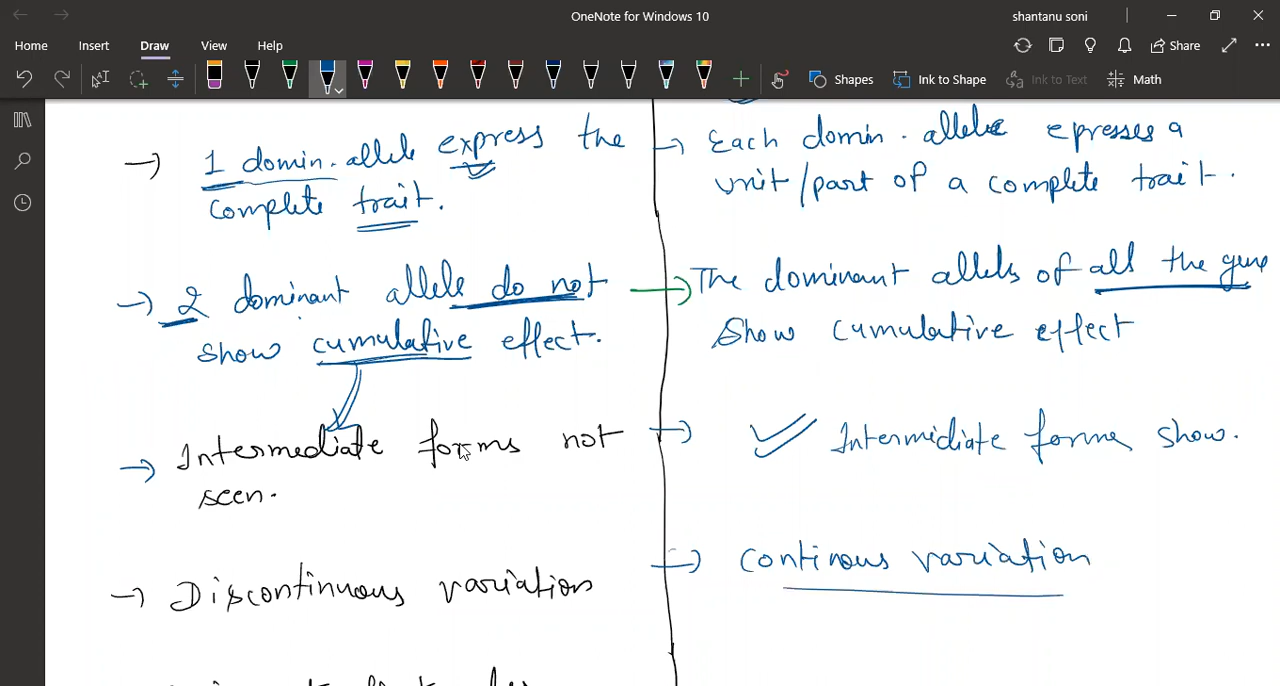 OneNote for Windows 10
shantanu soni
Home Insert Draw View Help
Share
Shapes Ink to Shape Ink to Text Math
→ 1 domin. allele express the
complete trait.
→ 2 dominant allele do not
show cumulative effect.
→ Intermediate forms not
seen.
→ Discontinuous variation
→ Each domin. allele epresses a
unit/part of a complete trait.
→ The dominant allels of all the gene
show cumulative effect
→ Intermidiate forms show.
→ continous variation